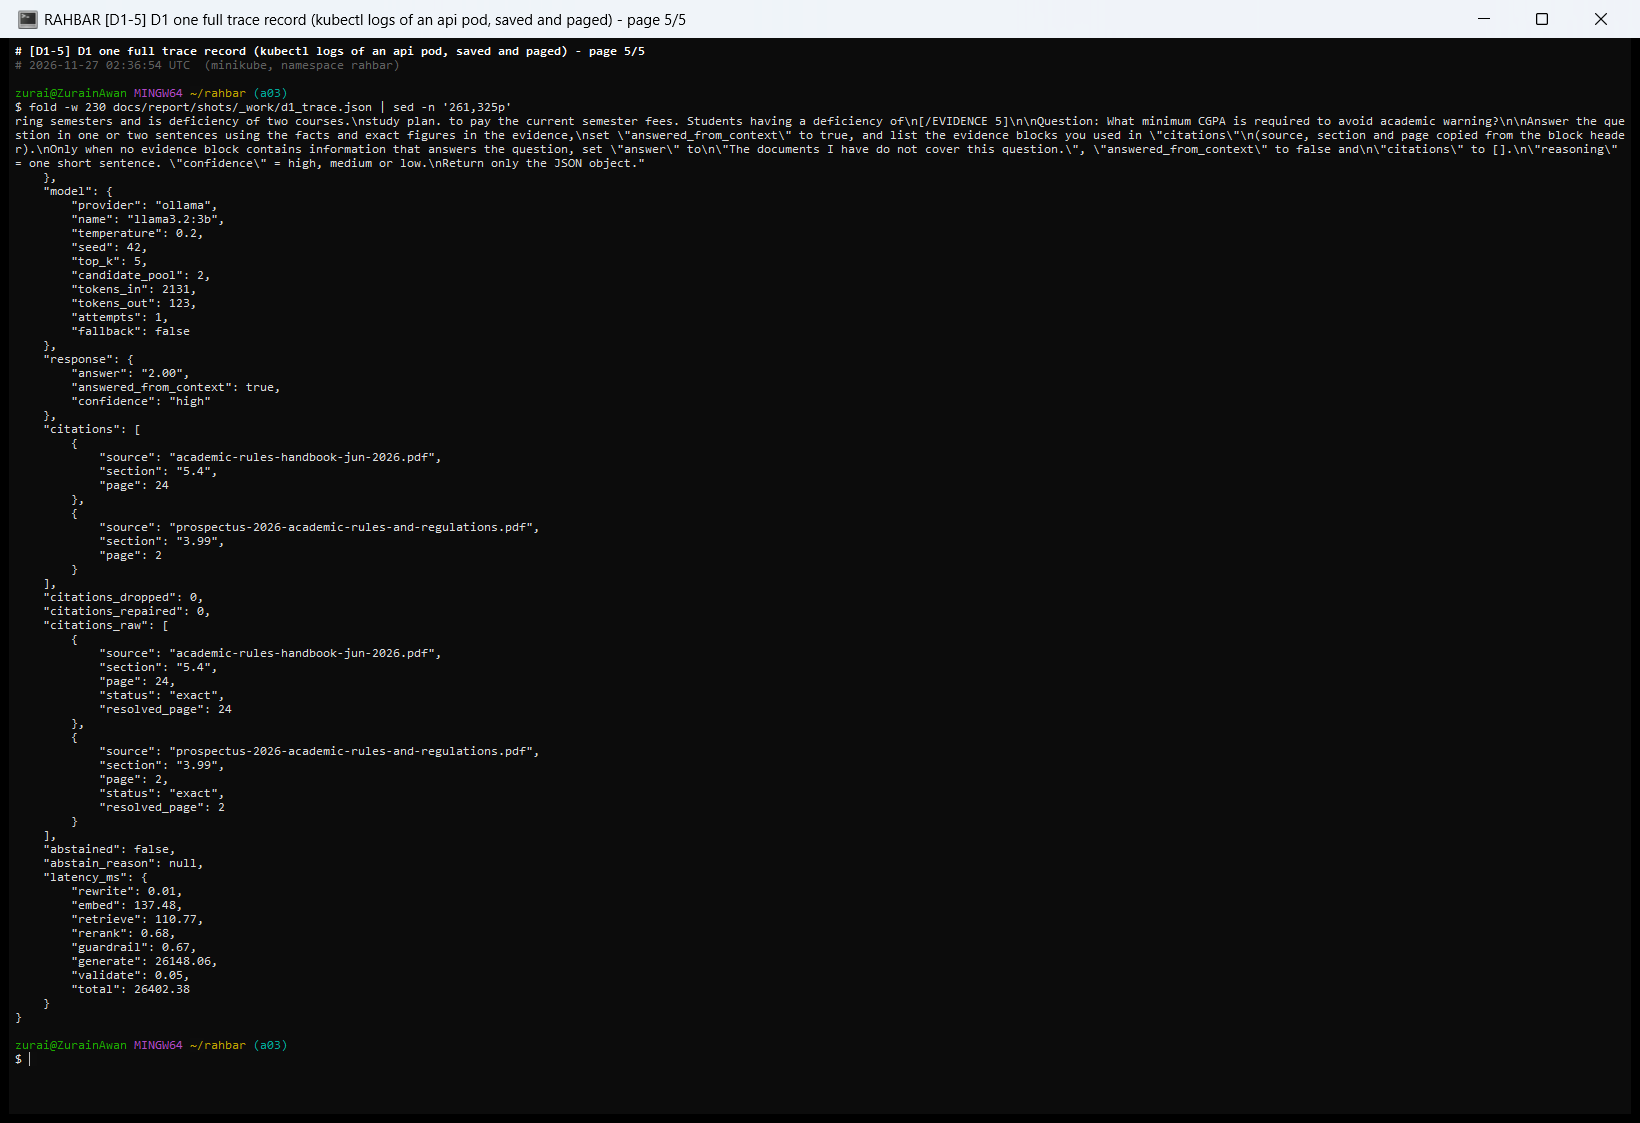 RAHBAR [D1-5] D1 one full trace record (kubectl logs of an api pod, saved and paged) - page 5/5
# [D1-5] D1 one full trace record (kubectl logs of an api pod, saved and paged) - page 5/5
# 2026-11-27 02:36:54 UTC  (minikube, namespace rahbar)
zurai@ZurainAwan MINGW64 ~/rahbar (a03)
$ fold -w 230 docs/report/shots/_work/d1_trace.json | sed -n '261,325p'
ring semesters and is deficiency of two courses.\nstudy plan. to pay the current semester fees. Students having a deficiency of\n[/EVIDENCE 5]\n\nQuestion: What minimum CGPA is required to avoid academic warning?\n\nAnswer the que
stion in one or two sentences using the facts and exact figures in the evidence,\nset \"answered_from_context\" to true, and list the evidence blocks you used in \"citations\"\n(source, section and page copied from the block heade
r).\nOnly when no evidence block contains information that answers the question, set \"answer\" to\n\"The documents I have do not cover this question.\", \"answered_from_context\" to false and\n\"citations\" to [].\n\"reasoning\"
= one short sentence. \"confidence\" = high, medium or low.\nReturn only the JSON object."
    },
    "model": {
        "provider": "ollama",
        "name": "llama3.2:3b",
        "temperature": 0.2,
        "seed": 42,
        "top_k": 5,
        "candidate_pool": 2,
        "tokens_in": 2131,
        "tokens_out": 123,
        "attempts": 1,
        "fallback": false
    },
    "response": {
        "answer": "2.00",
        "answered_from_context": true,
        "confidence": "high"
    },
    "citations": [
        {
            "source": "academic-rules-handbook-jun-2026.pdf",
            "section": "5.4",
            "page": 24
        },
        {
            "source": "prospectus-2026-academic-rules-and-regulations.pdf",
            "section": "3.99",
            "page": 2
        }
    ],
    "citations_dropped": 0,
    "citations_repaired": 0,
    "citations_raw": [
        {
            "source": "academic-rules-handbook-jun-2026.pdf",
            "section": "5.4",
            "page": 24,
            "status": "exact",
            "resolved_page": 24
        },
        {
            "source": "prospectus-2026-academic-rules-and-regulations.pdf",
            "section": "3.99",
            "page": 2,
            "status": "exact",
            "resolved_page": 2
        }
    ],
    "abstained": false,
    "abstain_reason": null,
    "latency_ms": {
        "rewrite": 0.01,
        "embed": 137.48,
        "retrieve": 110.77,
        "rerank": 0.68,
        "guardrail": 0.67,
        "generate": 26148.06,
        "validate": 0.05,
        "total": 26402.38
    }
}
zurai@ZurainAwan MINGW64 ~/rahbar (a03)
$